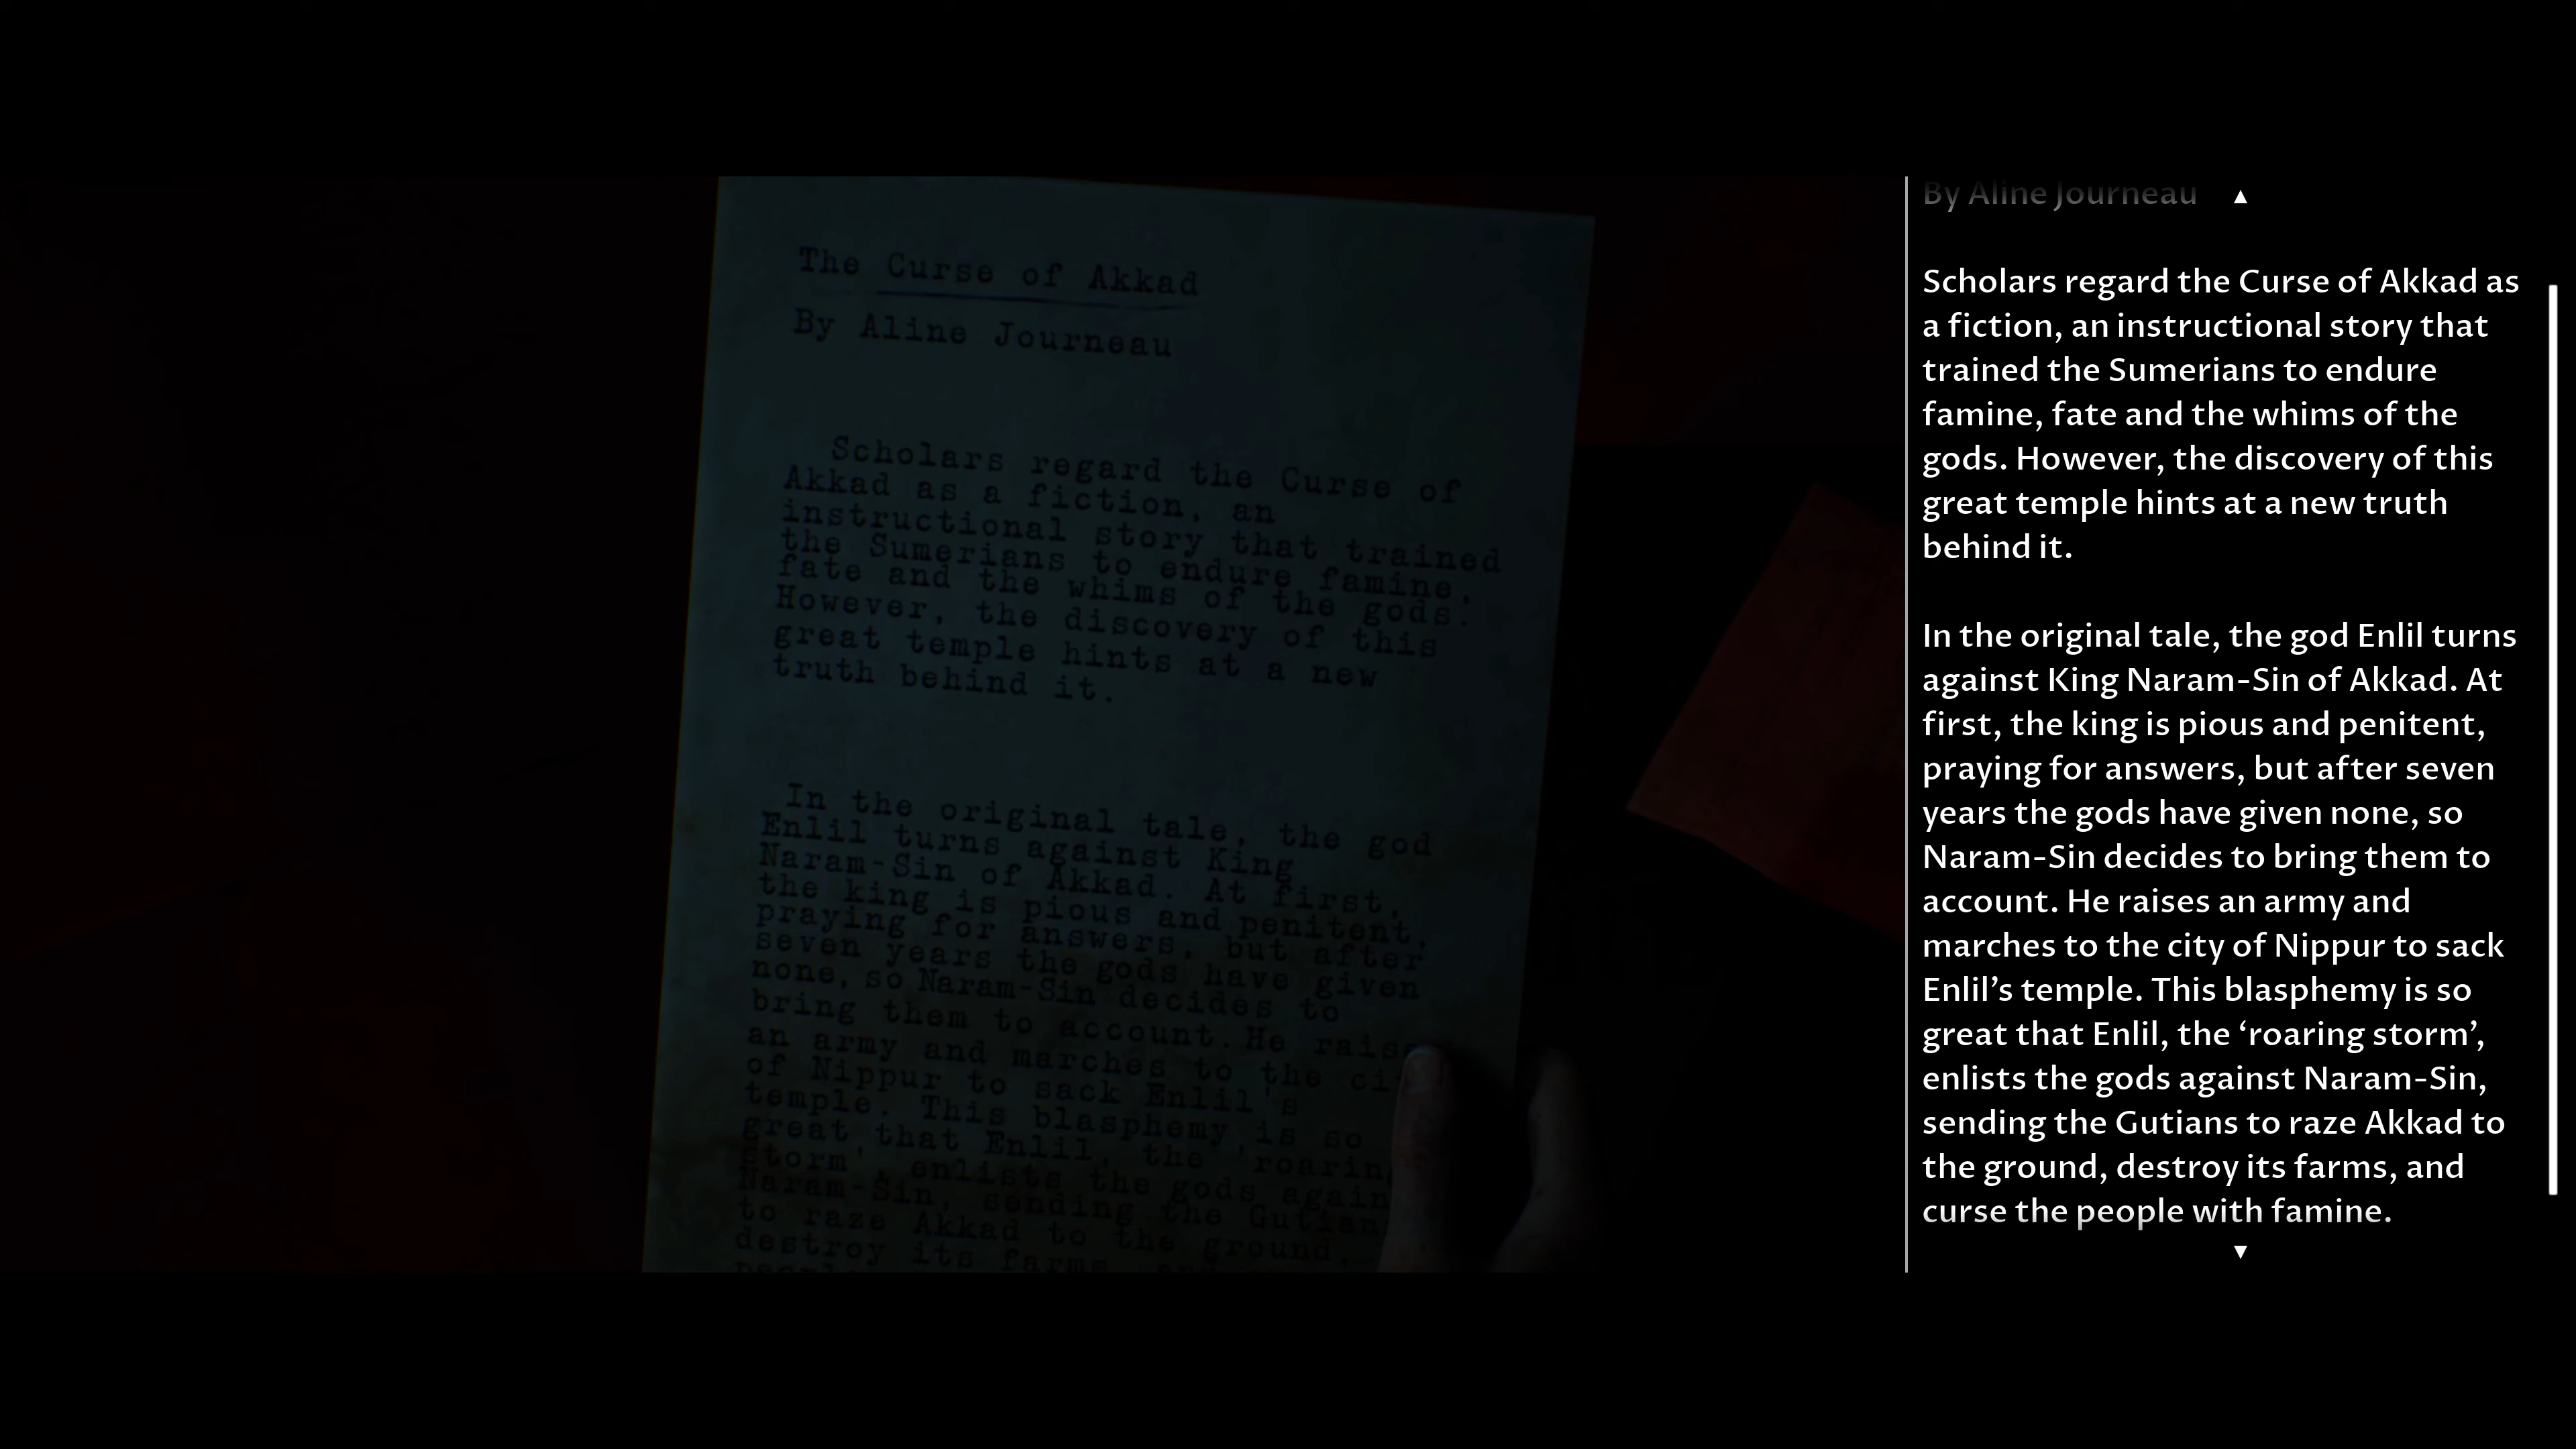 The Curse of Akkad
By Aline Journeau
Scholars regard the Curse of
Akkad as a fiction, an
instructional story that trained
the Sumerians to endure famine,
fate and the whims of the gods.
However, the discovery of this
great temple hints at a new
truth behind it.
In the original tale, the god
Enlil turns against King
Naram-Sin of Akkad. At first,
the king is pious and penitent,
praying for answers, but after
seven years the gods have given
none, so Naram-Sin decides to
bring them to account. He raise
an army and marches to the ci
of Nippur to sack Enlil's
temple. This blasphemy is so
great that Enlil, the 'roarin
storm', enlists the gods again
Naram-Sin, sending the Gutian
to raze Akkad to the ground,
destroy its farms, and
By Aline Journeau ▲
Scholars regard the Curse of Akkad as
a fiction, an instructional story that
trained the Sumerians to endure
famine, fate and the whims of the
gods. However, the discovery of this
great temple hints at a new truth
behind it.
In the original tale, the god Enlil turns
against King Naram-Sin of Akkad. At
first, the king is pious and penitent,
praying for answers, but after seven
years the gods have given none, so
Naram-Sin decides to bring them to
account. He raises an army and
marches to the city of Nippur to sack
Enlil’s temple. This blasphemy is so
great that Enlil, the ‘roaring storm’,
enlists the gods against Naram-Sin,
sending the Gutians to raze Akkad to
the ground, destroy its farms, and
curse the people with famine.
▼